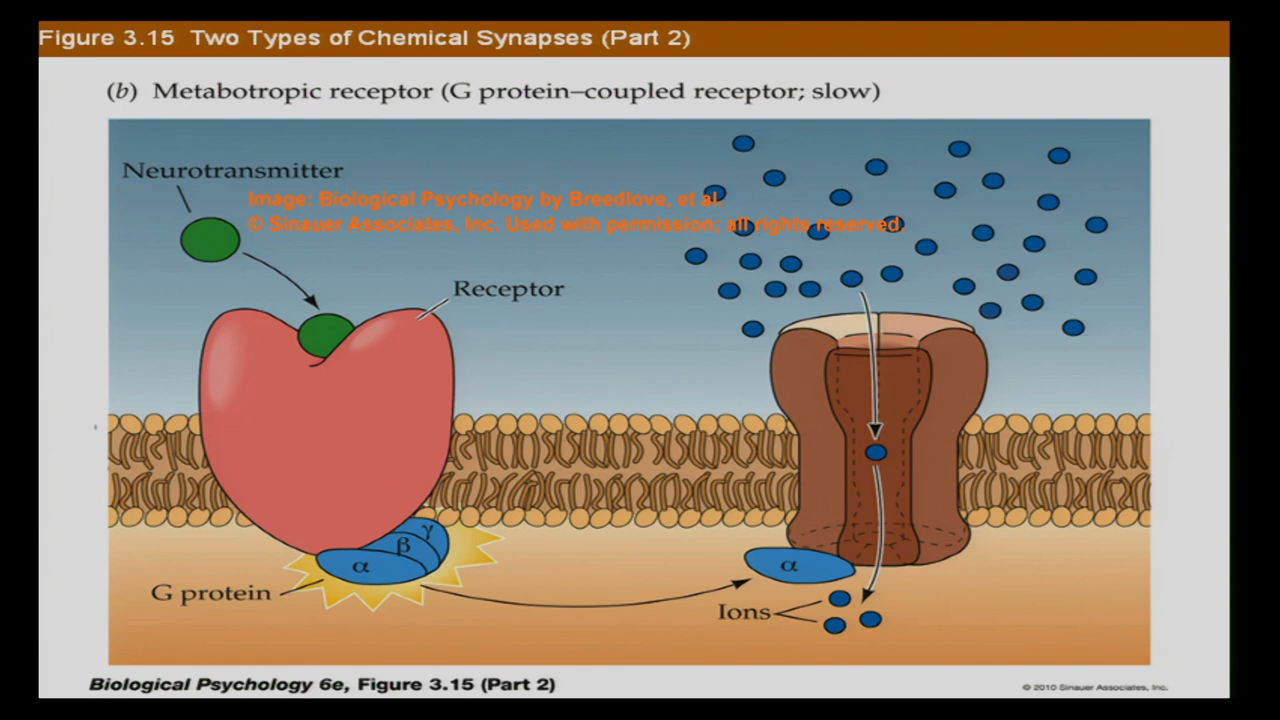 Figure 3.15 Two Types of Chemical Synapses (Part 2)
(b) Metabotropic receptor (G protein–coupled receptor; slow)
Neurotransmitter
Image: Biological Psychology by Breedlove, et al.
© Sinauer Associates, Inc. Used with permission; all rights reserved.
Receptor
γ
β
α
α
G protein
Ions
Biological Psychology 6e, Figure 3.15 (Part 2)
© 2010 Sinauer Associates, Inc.